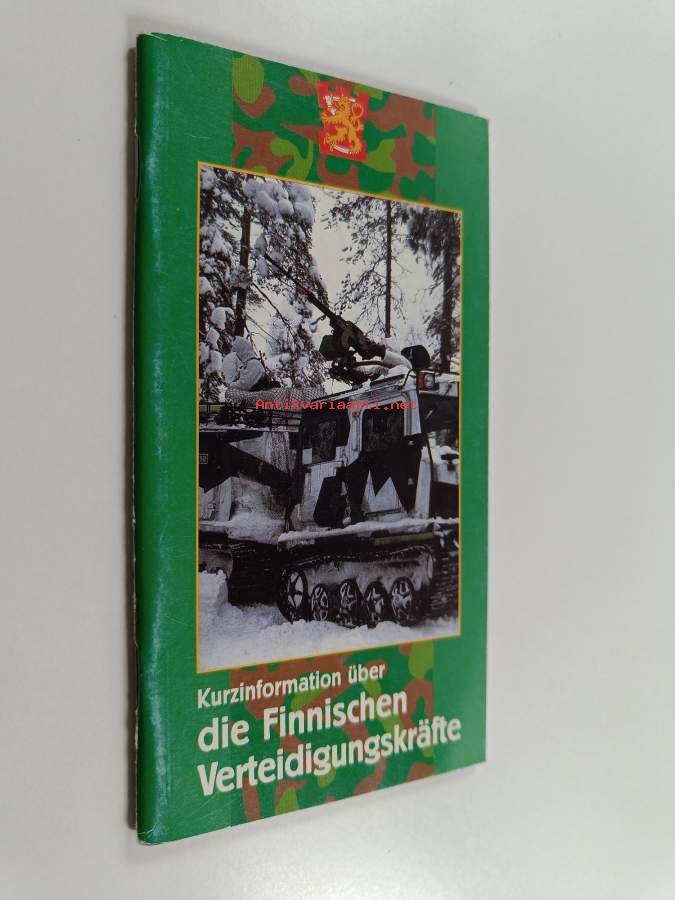 Antikvariaatti.net
Kurzinformation über
die Finnischen
Verteidigungskräfte